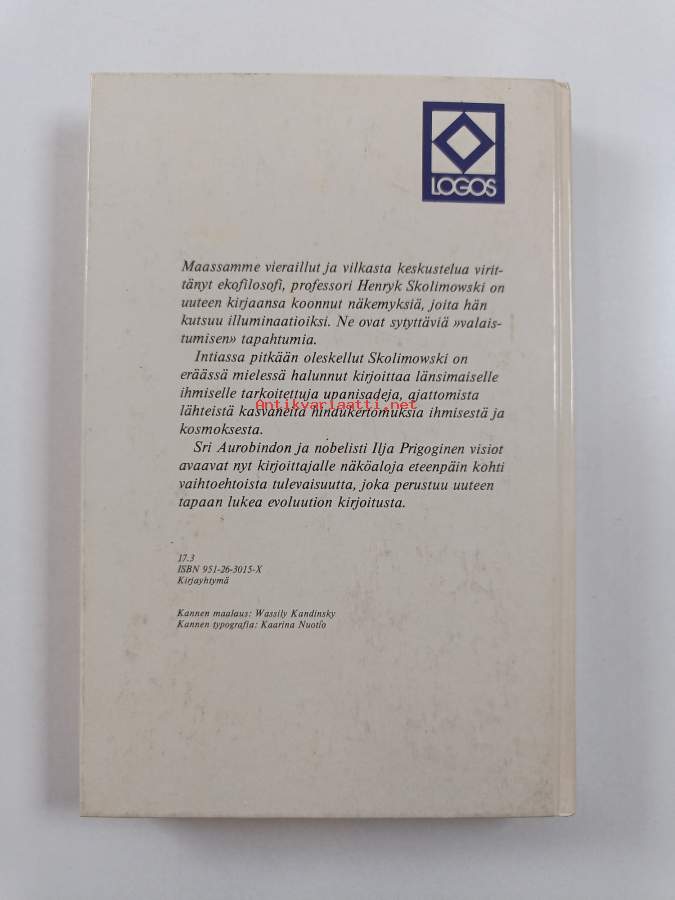 LOGOS
Maassamme vieraillut ja vilkasta keskustelua virit-
tänyt ekofilosofi, professori Henryk Skolimowski on
uuteen kirjaansa koonnut näkemyksiä, joita hän
kutsuu illuminaatioiksi. Ne ovat sytyttäviä »valais-
tumisen» tapahtumia.
Intiassa pitkään oleskellut Skolimowski on
eräässä mielessä halunnut kirjoittaa länsimaiselle
ihmiselle tarkoitettuja upanisadeja, ajattomista
Antikvariaatti.net
lähteistä kasvaneita hindukertomuksia ihmisestä ja
kosmoksesta.
Sri Aurobindon ja nobelisti Ilja Prigoginen visiot
avaavat nyt kirjoittajalle näköaloja eteenpäin kohti
vaihtoehtoista tulevaisuutta, joka perustuu uuteen
tapaan lukea evoluution kirjoitusta.
17.3
ISBN 951-26-3015-X
Kirjayhtymä
Kannen maalaus: Wassily Kandinsky
Kannen typografia: Kaarina Nuotio